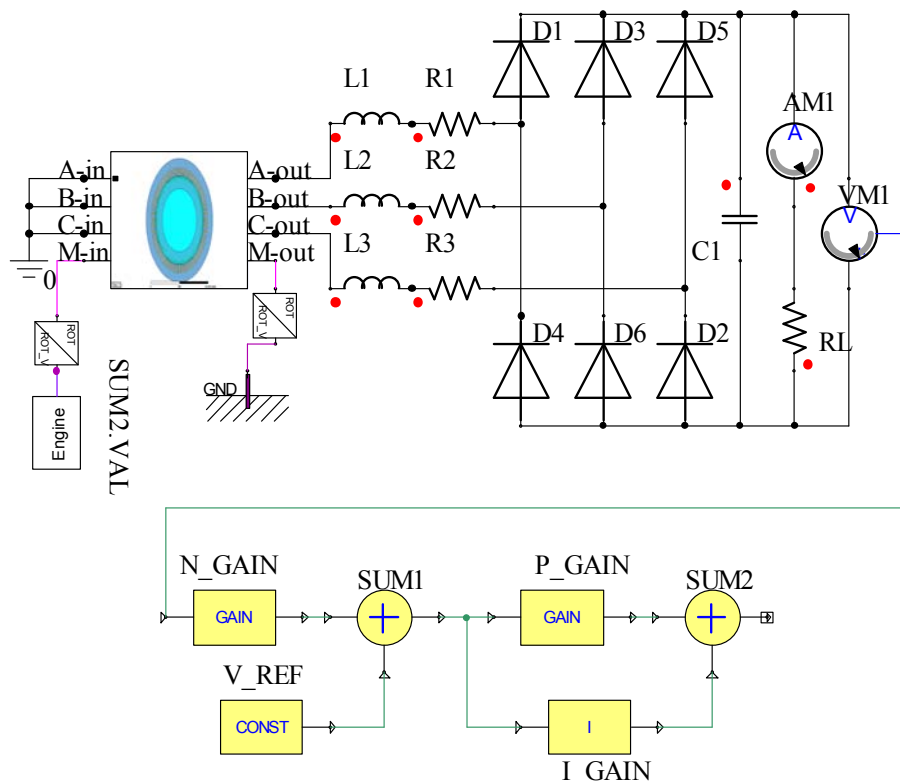 D1 D3 D5
L1 R1
AM1
A
A-in A-out L2 R2
B-in B-out
VM1
V
C-in C-out L3 R3
M-in M-out
C1
0
ROT
ROT_V
ROT
ROT_V
D4 D6 D2
RL
GND
SUM2.VAL
Engine
N_GAIN SUM1 P_GAIN SUM2
GAIN + GAIN +
V_REF
CONST I
I_GAIN